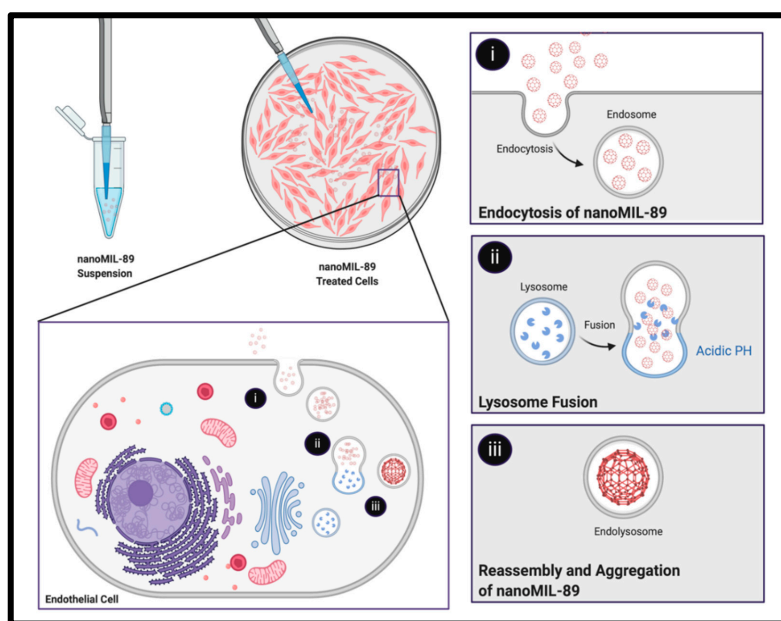 nanoMIL-89
Suspension
nanoMIL-89
Treated Cells
i
ii
iii
Endothelial Cell
i
Endocytosis
Endosome
Endocytosis of nanoMIL-89
ii
Lysosome
Fusion
Acidic PH
Lysosome Fusion
iii
Endolysosome
Reassembly and Aggregation
of nanoMIL-89